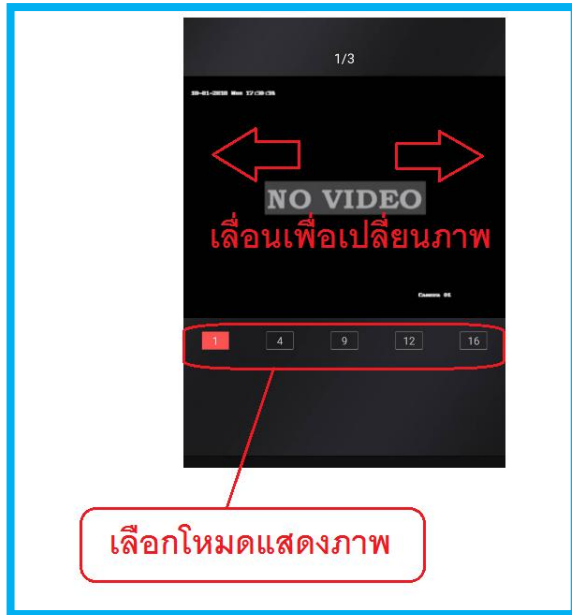 1/3
NO VIDEO
เลื่อนเพื่อเปลี่ยนภาพ
Camera 01
1 4 9 12 16
เลือกโหมดแสดงภาพ